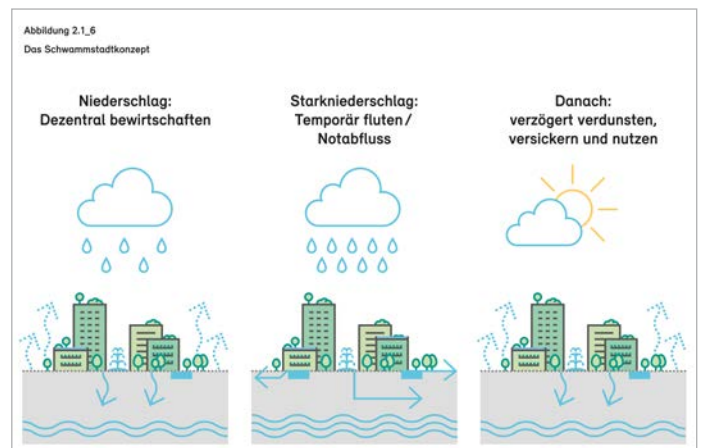 Abbildung 2.1_6
Das Schwammstadtkonzept
Niederschlag:
Dezentral bewirtschaften
Starkniederschlag:
Temporär fluten /
Notabfluss
Danach:
verzögert verdunsten,
versickern und nutzen